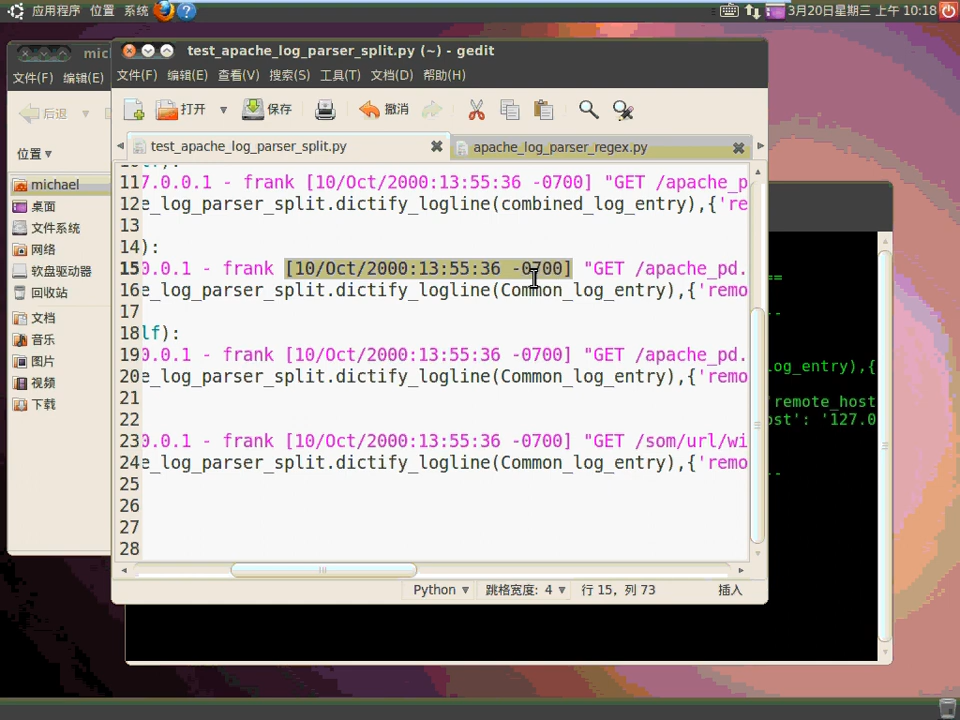 应用程序 位置 系统
3月20日星期三 上午 10:18
mic
文件(F) 编辑(E)
后退
位置
michael
桌面
文件系统
网络
软盘驱动器
回收站
文档
音乐
图片
视频
下载
test_apache_log_parser_split.py (~) - gedit
文件(F) 编辑(E) 查看(V) 搜索(S) 工具(T) 文档(D) 帮助(H)
打开 保存 撤消
test_apache_log_parser_split.py apache_log_parser_regex.py
11 7.0.0.1 - frank [10/Oct/2000:13:55:36 -0700] "GET /apache_p
12 e_log_parser_split.dictify_logline(combined_log_entry),{'re
13
14 ):
15 0.0.1 - frank [10/Oct/2000:13:55:36 -0700] "GET /apache_pd.
16 e_log_parser_split.dictify_logline(Common_log_entry),{'remo
17
18 lf):
19 0.0.1 - frank [10/Oct/2000:13:55:36 -0700] "GET /apache_pd.
20 e_log_parser_split.dictify_logline(Common_log_entry),{'remo
21
22
23 0.0.1 - frank [10/Oct/2000:13:55:36 -0700] "GET /som/url/wi
24 e_log_parser_split.dictify_logline(Common_log_entry),{'remo
25
26
27
28
Python 跳格宽度: 4 行 15, 列 73 插入
==
--
log_entry),{
'remote_host
ost': '127.0
--